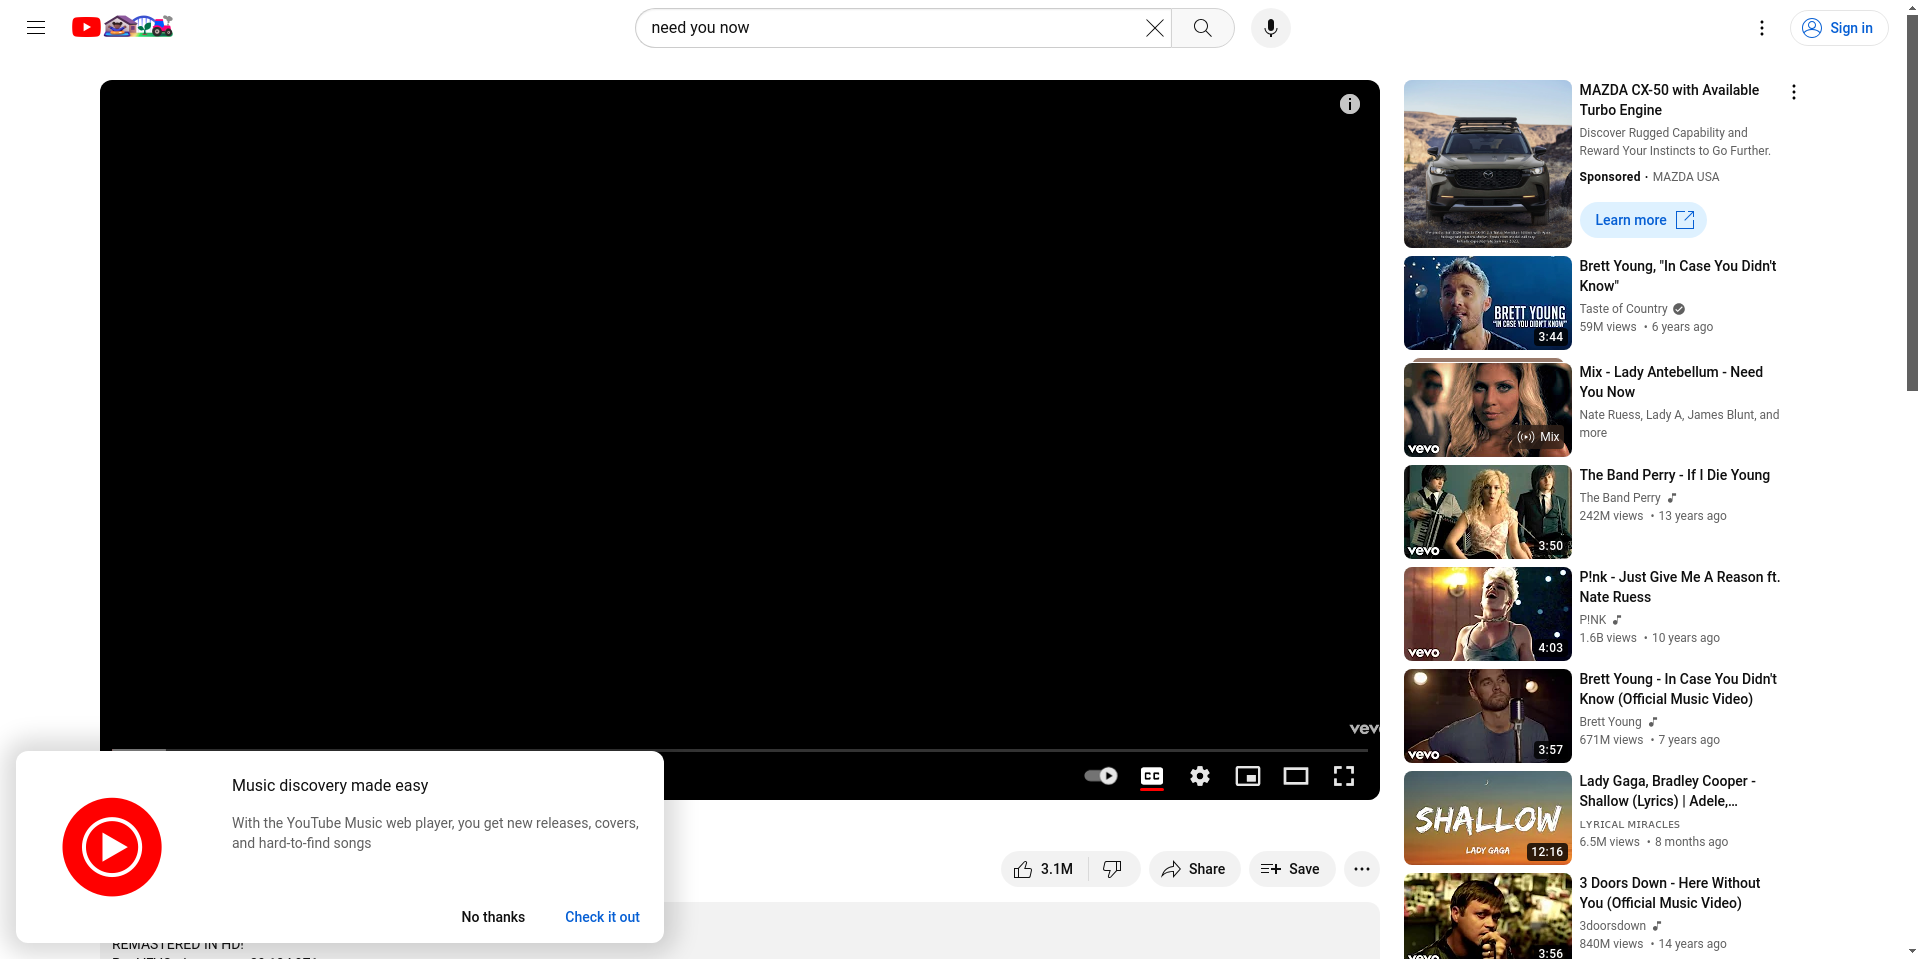 need you now
Sign in
vevo
Music discovery made easy
With the YouTube Music web player, you get new releases, covers,
and hard-to-find songs
No thanks
Check it out
3.1M
Share
Save
REMASTERED IN HD!
MAZDA CX-50 with Available
Turbo Engine
Discover Rugged Capability and
Reward Your Instincts to Go Further.
Sponsored · MAZDA USA
Learn more
BRETT YOUNG
"IN CASE YOU DIDN'T KNOW"
3:44
Brett Young, "In Case You Didn't
Know"
Taste of Country
59M views • 6 years ago
vevo
Mix
Mix - Lady Antebellum - Need
You Now
Nate Ruess, Lady A, James Blunt, and
more
vevo
3:50
The Band Perry - If I Die Young
The Band Perry
242M views • 13 years ago
vevo
4:03
P!nk - Just Give Me A Reason ft.
Nate Ruess
P!NK
1.6B views • 10 years ago
vevo
3:57
Brett Young - In Case You Didn't
Know (Official Music Video)
Brett Young
671M views • 7 years ago
SHALLOW
LADY GAGA
12:16
Lady Gaga, Bradley Cooper -
Shallow (Lyrics) | Adele,...
LYRICAL MIRACLES
6.5M views • 8 months ago
vevo
3:56
3 Doors Down - Here Without
You (Official Music Video)
3doorsdown
840M views • 14 years ago